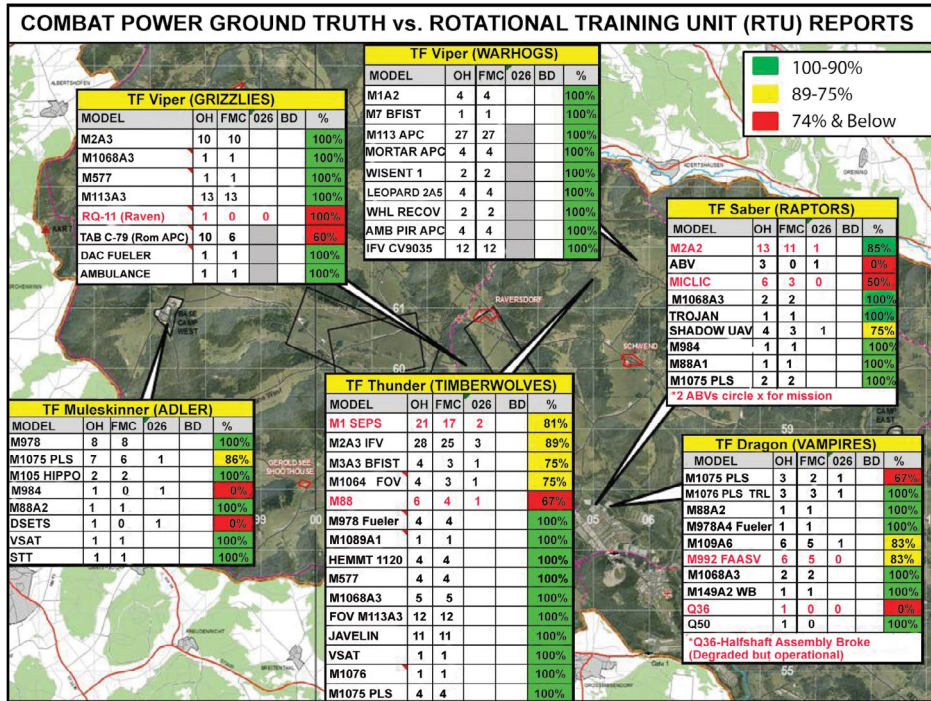 COMBAT POWER GROUND TRUTH vs. ROTATIONAL TRAINING UNIT (RTU) REPORTS
100-90%
89-75%
74% & Below
TF Viper (WARHOGS)
MODEL OH FMC 026 BD %
M1A2 4 4 100%
M7 BFIST 1 1 100%
M113 APC 27 27 100%
MORTAR APC 4 4 100%
WISENT 1 2 2 100%
LEOPARD 2A5 4 4 100%
WHL RECOV 2 2 100%
AMB PIR APC 4 4 100%
IFV CV9035 12 12 100%
TF Viper (GRIZZLIES)
MODEL OH FMC 026 BD %
M2A3 10 10 100%
M1068A3 1 1 100%
M577 1 1 100%
M113A3 13 13 100%
RQ-11 (Raven) 1 0 0 100%
TAB C-79 (Rom APC) 10 6 60%
DAC FUELER 1 1 100%
AMBULANCE 1 1 100%
TF Saber (RAPTORS)
MODEL OH FMC 026 BD %
M2A2 13 11 1 85%
ABV 3 0 1 0%
MICLIC 6 3 0 50%
M1068A3 2 2 100%
TROJAN 1 1 100%
SHADOW UAV 4 3 1 75%
M984 1 1 100%
M88A1 1 1 100%
M1075 PLS 2 2 100%
*2 ABVs circle x for mission
TF Thunder (TIMBERWOLVES)
MODEL OH FMC 026 BD %
M1 SEPS 21 17 2 81%
M2A3 IFV 28 25 3 89%
M3A3 BFIST 4 3 1 75%
M1064 FOV 4 3 1 75%
M88 6 4 1 67%
M978 Fueler 4 4 100%
M1089A1 1 1 100%
HEMMT 1120 4 4 100%
M577 4 4 100%
M1068A3 5 5 100%
FOV M113A3 12 12 100%
JAVELIN 11 11 100%
VSAT 1 1 100%
M1076 1 1 100%
M1075 PLS 4 4 100%
TF Muleskinner (ADLER)
MODEL OH FMC 026 BD %
M978 8 8 100%
M1075 PLS 7 6 1 86%
M105 HIPPO 2 2 100%
M984 1 0 1 0%
M88A2 1 1 100%
DSETS 1 0 1 0%
VSAT 1 1 100%
STT 1 1 100%
TF Dragon (VAMPIRES)
MODEL OH FMC 026 BD %
M1075 PLS 3 2 1 67%
M1076 PLS TRL 3 3 1 100%
M88A2 1 1 100%
M978A4 Fueler 1 1 100%
M109A6 6 5 1 83%
M992 FAASV 6 5 0 83%
M1068A3 2 2 100%
M149A2 WB 1 1 100%
Q36 1 0 0 0%
Q50 1 0 100%
*Q36-Halfshaft Assembly Broke
(Degraded but operational)
ALBERTSHOFEN
ADERTSHAUSEN
GREINING
RAVERSDORF
SCHWEND
BASE
CAMP
WEST
CAMP
EAST
GEROLDSEE
SHOOTHOUSE
FREUDENRICHT
61
60
59
99
00
05
06
55